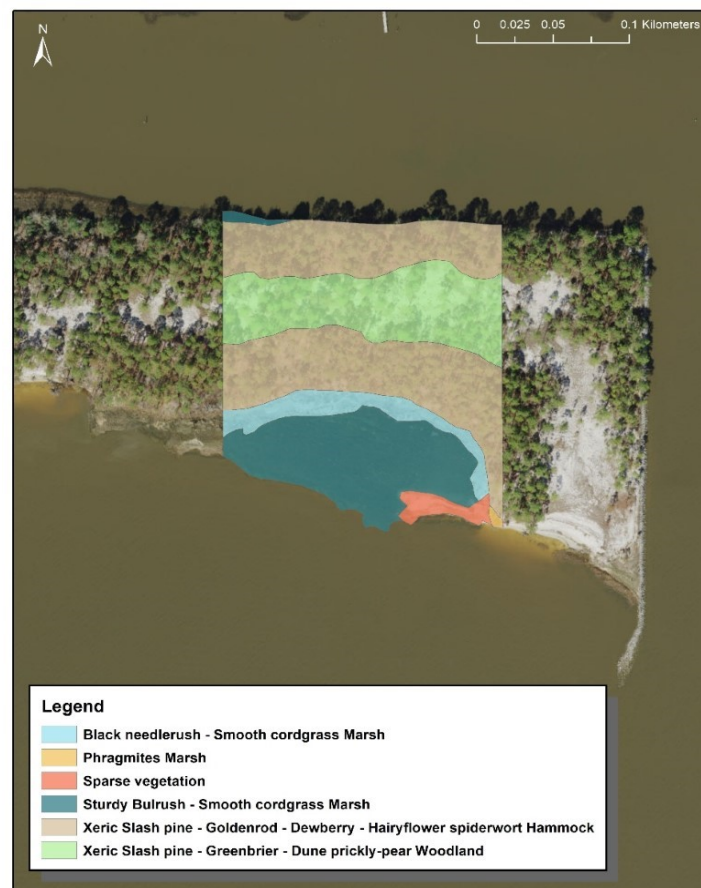 N
0 0.025 0.05 0.1 Kilometers
Legend
Black needlerush - Smooth cordgrass Marsh
Phragmites Marsh
Sparse vegetation
Sturdy Bulrush - Smooth cordgrass Marsh
Xeric Slash pine - Goldenrod - Dewberry - Hairyflower spiderwort Hammock
Xeric Slash pine - Greenbrier - Dune prickly-pear Woodland